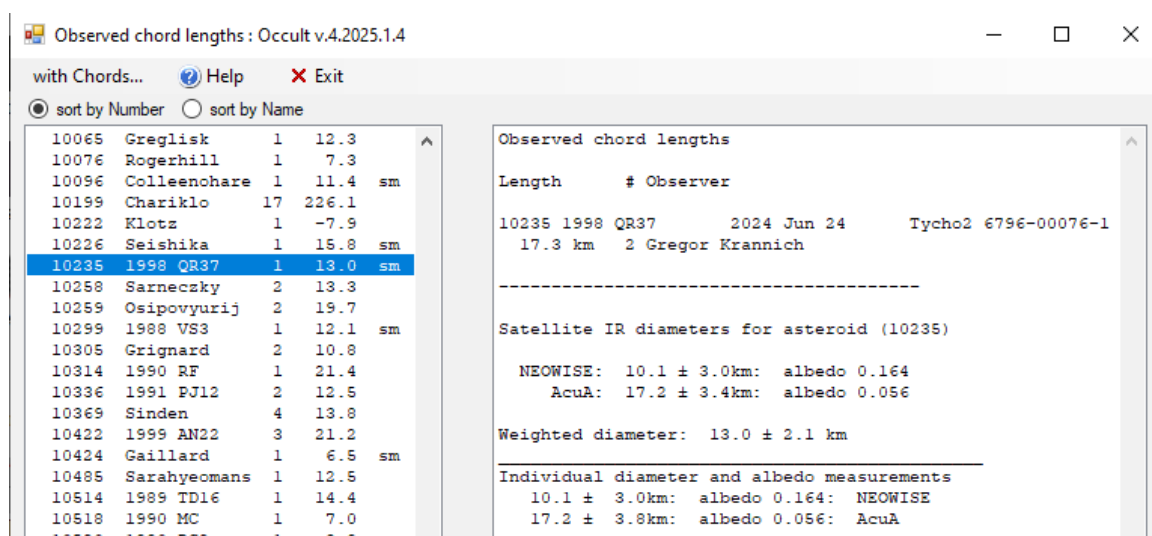 Observed chord lengths : Occult v.4.2025.1.4
with Chords... Help Exit
sort by Number sort by Name
10065 Greglisk 1 12.3
10076 Rogerhill 1 7.3
10096 Colleenohare 1 11.4 sm
10199 Chariklo 17 226.1
10222 Klotz 1 -7.9
10226 Seishika 1 15.8 sm
10235 1998 QR37 1 13.0 sm
10258 Sarneczky 2 13.3
10259 Osipovyurij 2 19.7
10299 1988 VS3 1 12.1 sm
10305 Grignard 2 10.8
10314 1990 RF 1 21.4
10336 1991 PJ12 2 12.5
10369 Sinden 4 13.8
10422 1999 AN22 3 21.2
10424 Gaillard 1 6.5 sm
10485 Sarahyeomans 1 12.5
10514 1989 TD16 1 14.4
10518 1990 MC 1 7.0
Observed chord lengths
Length # Observer
10235 1998 QR37 2024 Jun 24 Tycho2 6796-00076-1
17.3 km 2 Gregor Krannich
----------------------------------------
Satellite IR diameters for asteroid (10235)
NEOWISE: 10.1 ± 3.0km: albedo 0.164
AcuA: 17.2 ± 3.4km: albedo 0.056
Weighted diameter: 13.0 ± 2.1 km
Individual diameter and albedo measurements
10.1 ± 3.0km: albedo 0.164: NEOWISE
17.2 ± 3.8km: albedo 0.056: AcuA